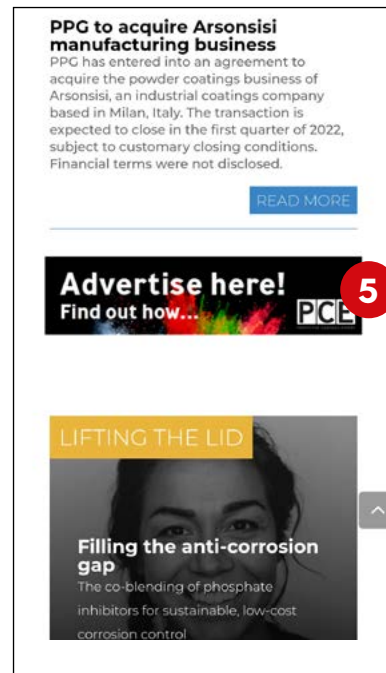 PPG to acquire Arsonsisi
manufacturing business
PPG has entered into an agreement to
acquire the powder coatings business of
Arsonsisi, an industrial coatings company
based in Milan, Italy. The transaction is
expected to close in the first quarter of 2022,
subject to customary closing conditions.
Financial terms were not disclosed.
READ MORE
Advertise here!
Find out how...
PCE
5
LIFTING THE LID
Filling the anti-corrosion
gap
The co-blending of phosphate
inhibitors for sustainable, low-cost
corrosion control